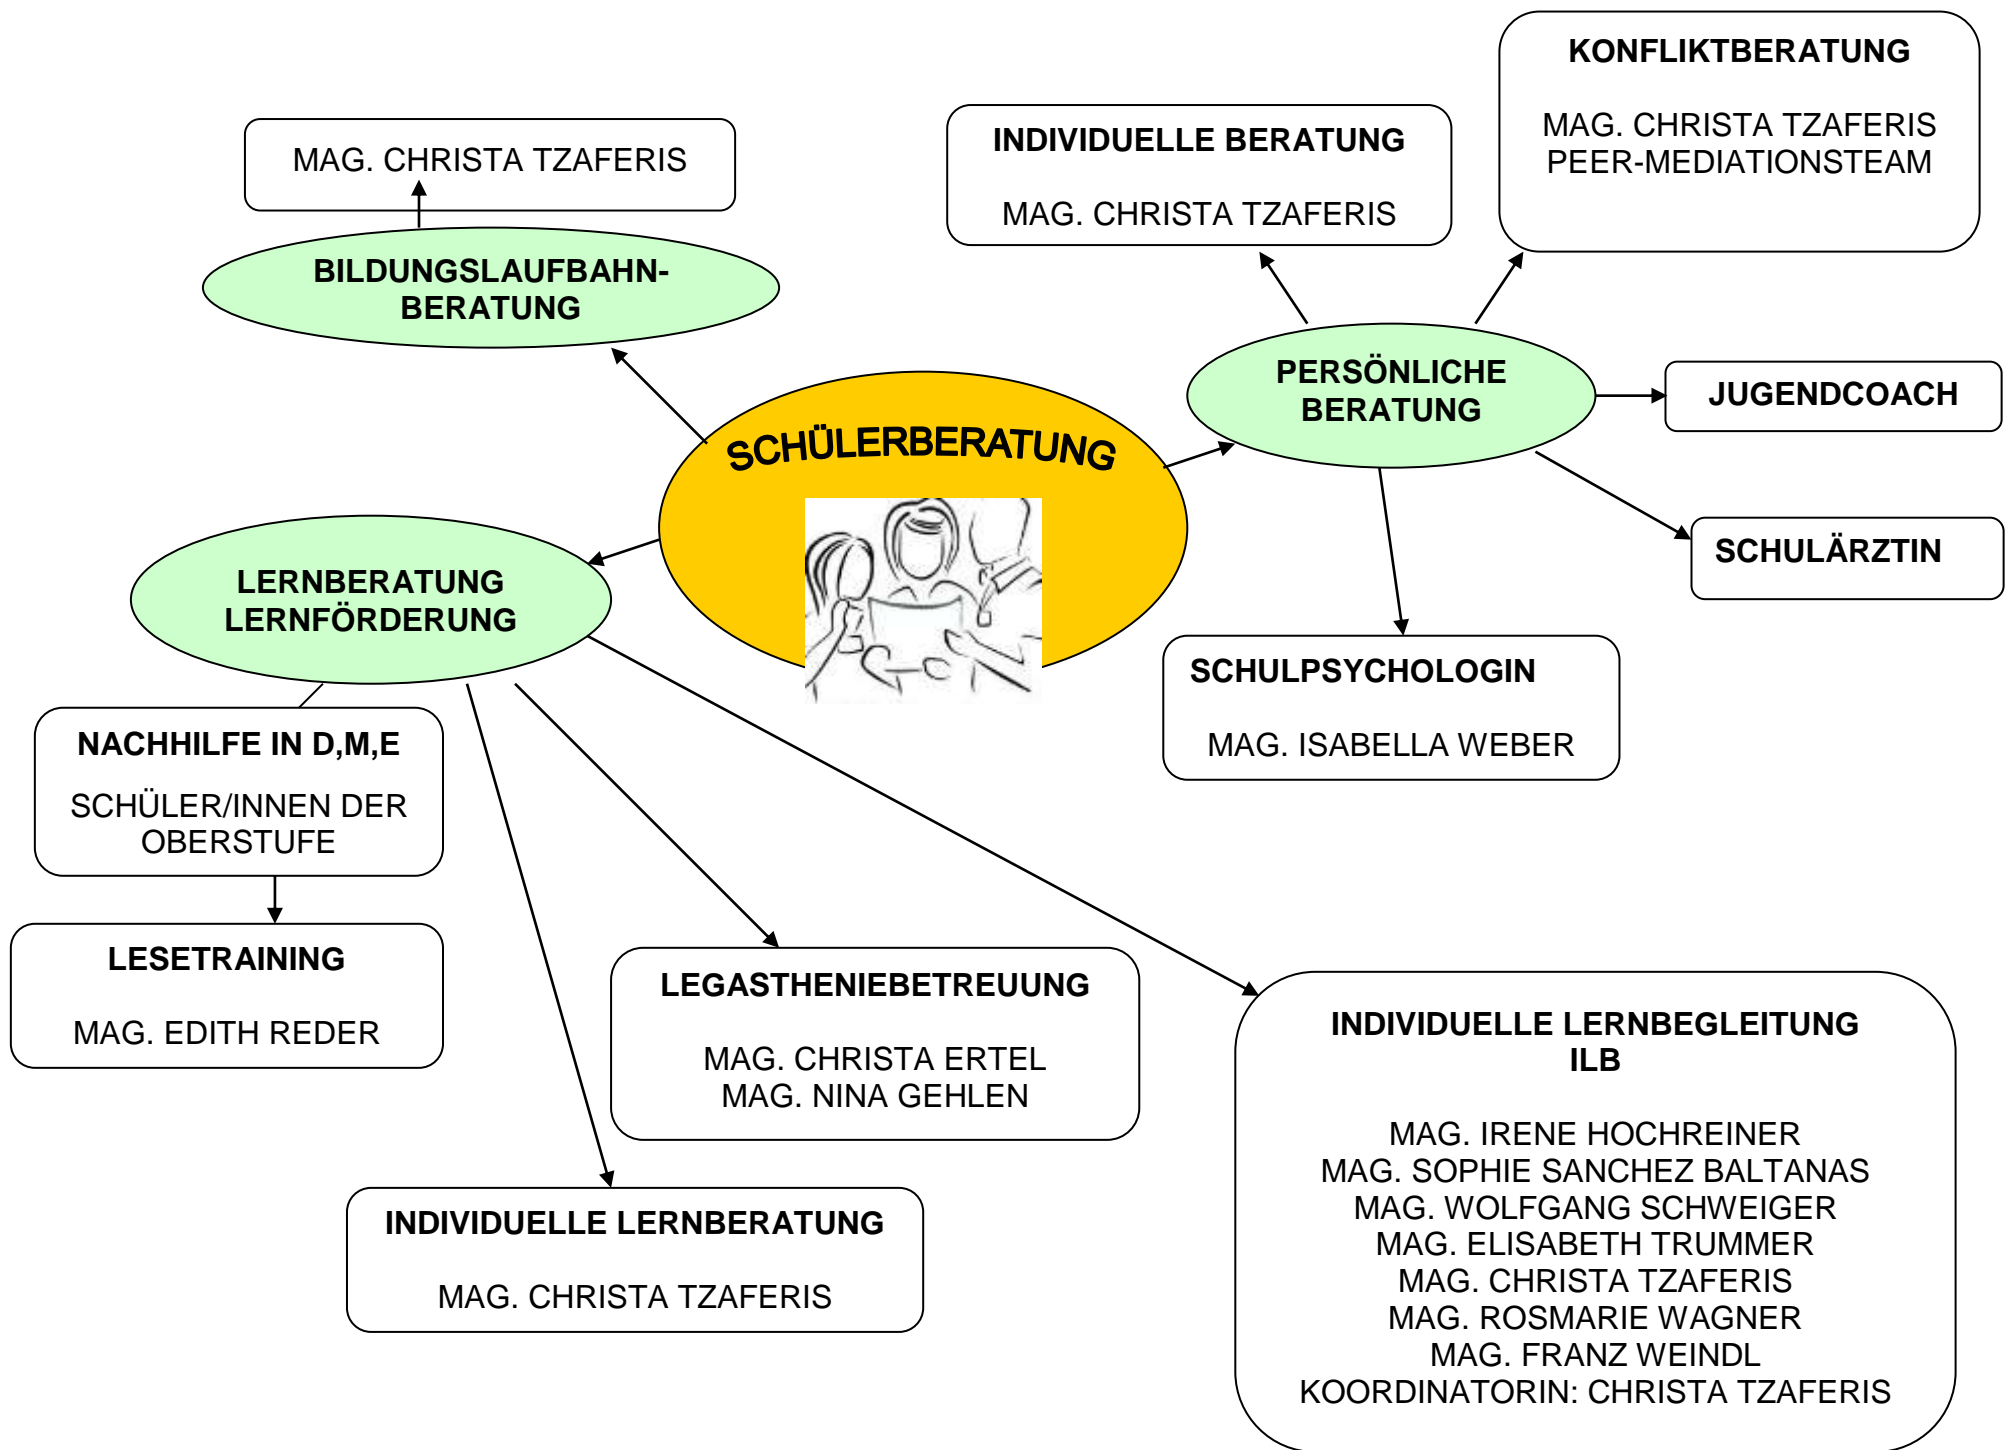 KONFLIKTBERATUNG
MAG. CHRISTA TZAFERIS
PEER-MEDIATIONSTEAM
INDIVIDUELLE BERATUNG
MAG. CHRISTA TZAFERIS
MAG. CHRISTA TZAFERIS
BILDUNGSLAUFBAHN-
BERATUNG
PERSÖNLICHE
BERATUNG
JUGENDCOACH
SCHÜLERBERATUNG
SCHULÄRZTIN
LERNBERATUNG
LERNFÖRDERUNG
SCHULPSYCHOLOGIN
MAG. ISABELLA WEBER
NACHHILFE IN D,M,E
SCHÜLER/INNEN DER
OBERSTUFE
LESETRAINING
MAG. EDITH REDER
LEGASTHENIEBETREUUNG
MAG. CHRISTA ERTEL
MAG. NINA GEHLEN
INDIVIDUELLE LERNBERATUNG
MAG. CHRISTA TZAFERIS
INDIVIDUELLE LERNBEGLEITUNG
ILB
MAG. IRENE HOCHREINER
MAG. SOPHIE SANCHEZ BALTANAS
MAG. WOLFGANG SCHWEIGER
MAG. ELISABETH TRUMMER
MAG. CHRISTA TZAFERIS
MAG. ROSMARIE WAGNER
MAG. FRANZ WEINDL
KOORDINATORIN: CHRISTA TZAFERIS